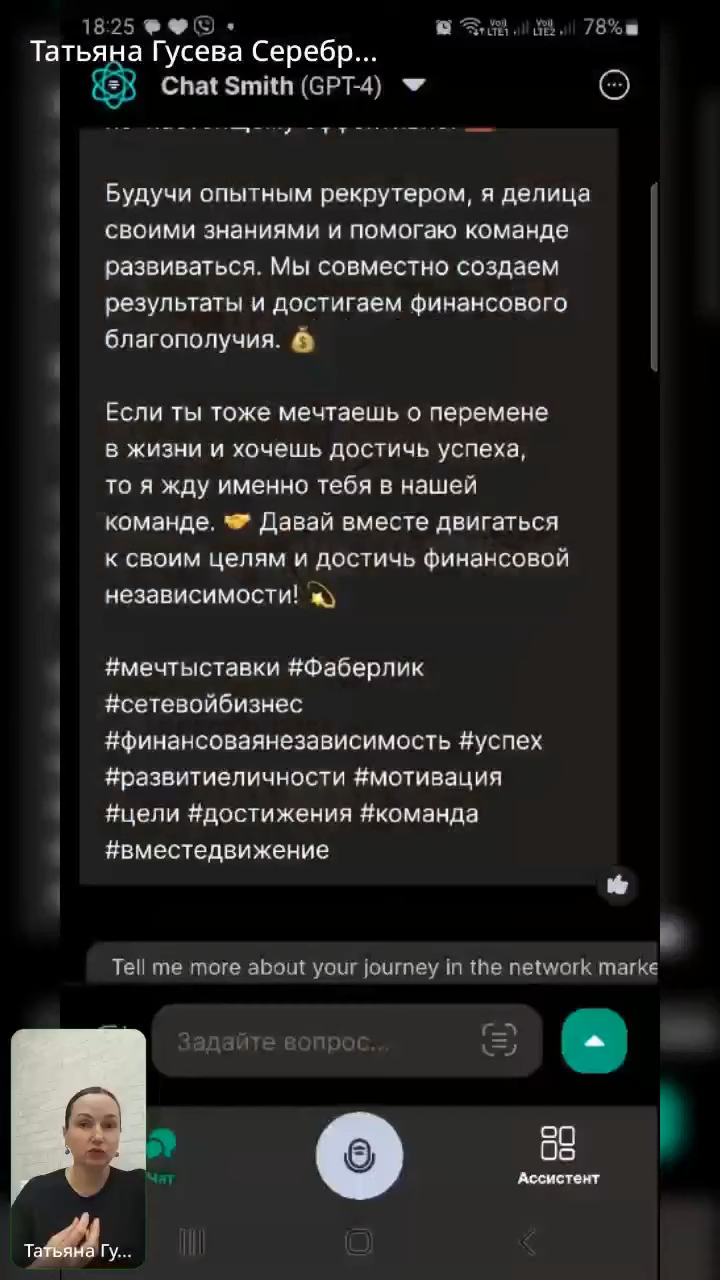 18:25
Vo)) LTE1 Vo)) LTE2 78%
Татьяна Гусева Серебр...
Chat Smith (GPT-4)
Будучи опытным рекрутером, я делица
своими знаниями и помогаю команде
развиваться. Мы совместно создаем
результаты и достигаем финансового
благополучия. 💰
Если ты тоже мечтаешь о перемене
в жизни и хочешь достичь успеха,
то я жду именно тебя в нашей
команде. 🤝 Давай вместе двигаться
к своим целям и достичь финансовой
независимости! 💫
#мечтыставки #Фаберлик
#сетевойбизнес
#финансоваянезависимость #успех
#развитиеличности #мотивация
#цели #достижения #команда
#вместедвижение
Tell me more about your journey in the network marke
Задайте вопрос...
Чат
Ассистент
Татьяна Гу...